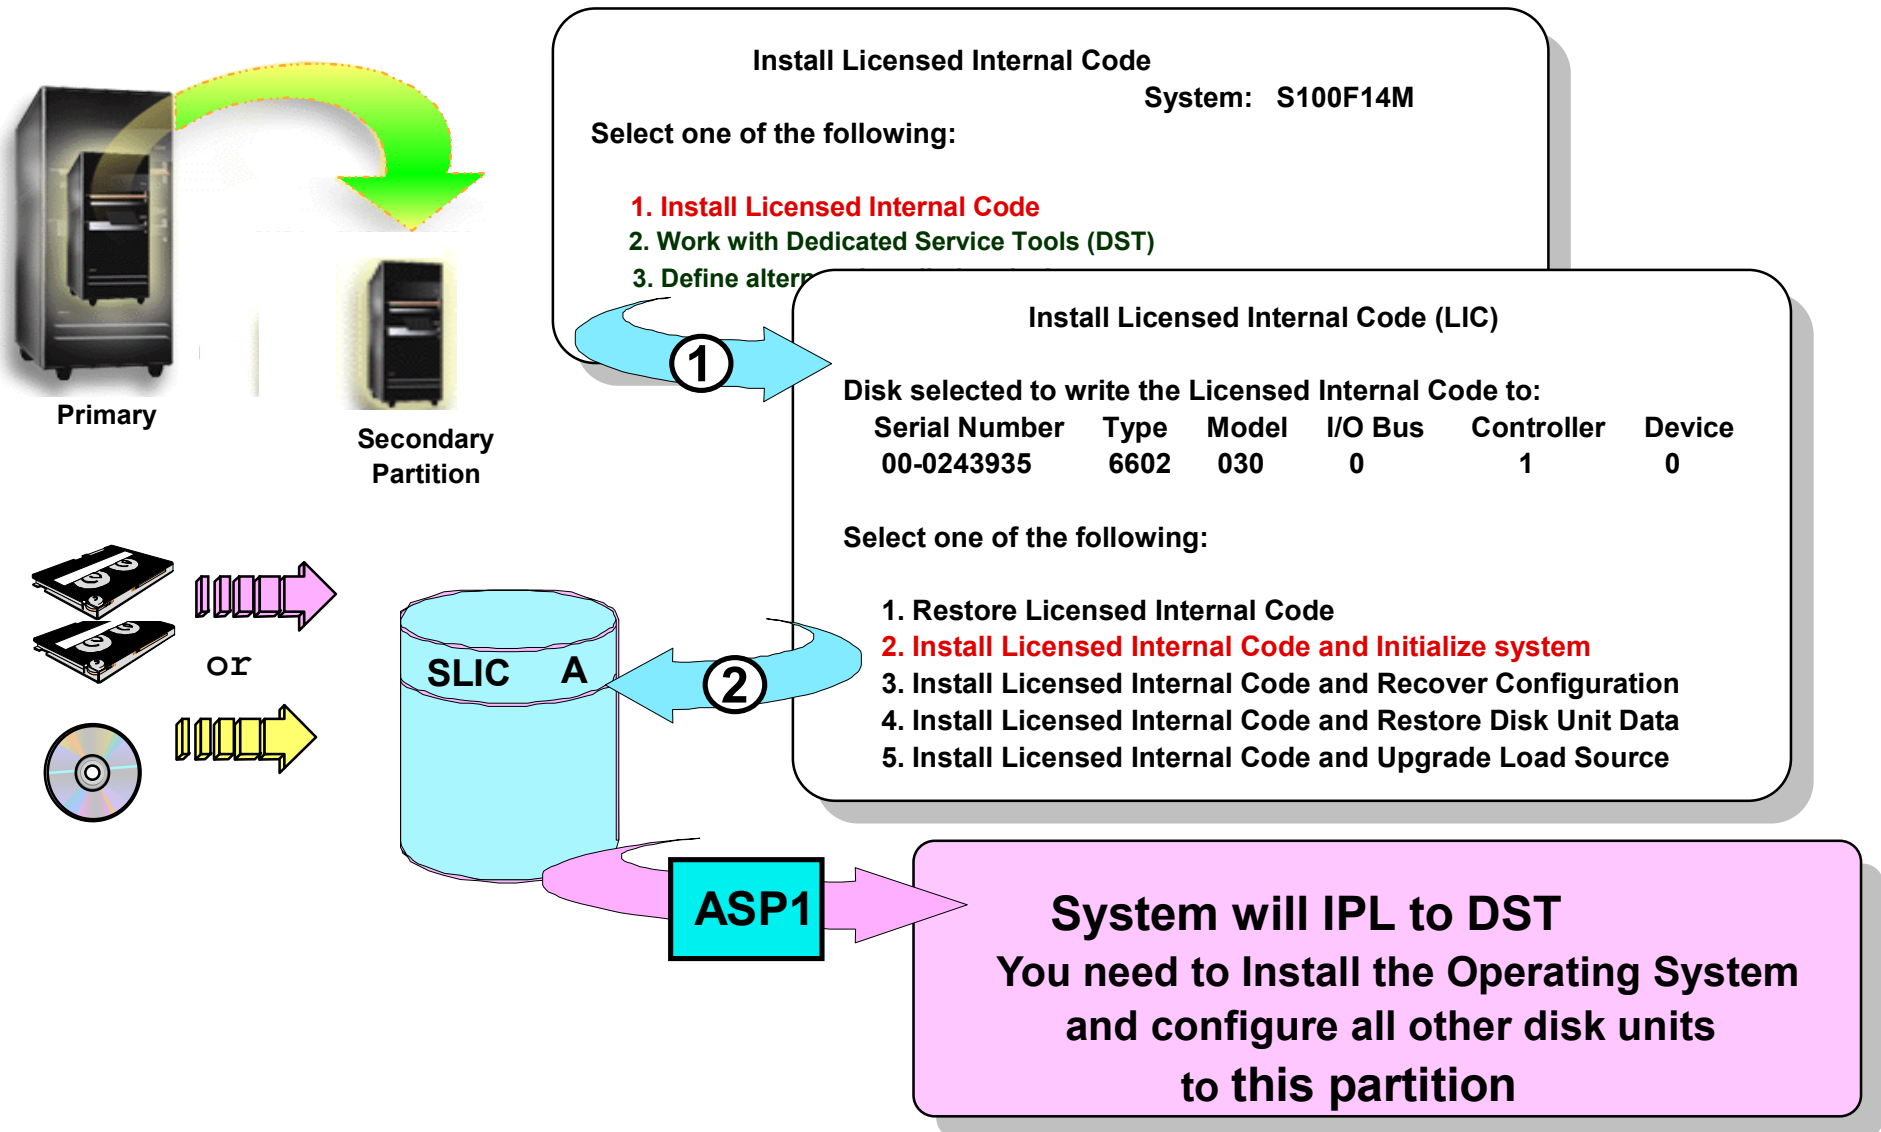 Install Licensed Internal Code
System: S100F14M
Select one of the following:
1. Install Licensed Internal Code
2. Work with Dedicated Service Tools (DST)
3. Define
Primary
Secondary
Partition
1
Install Licensed Internal Code (LIC)
Disk selected to write the Licensed Internal Code to:
Serial Number Type Model I/O Bus Controller Device
00-0243935 6602 030 0 1 0
Select one of the following:
1. Restore Licensed Internal Code
2. Install Licensed Internal Code and Initialize system
3. Install Licensed Internal Code and Recover Configuration
4. Install Licensed Internal Code and Restore Disk Unit Data
5. Install Licensed Internal Code and Upgrade Load Source
or
SLIC A
2
ASP1
System will IPL to DST
You need to Install the Operating System
and configure all other disk units
to this partition